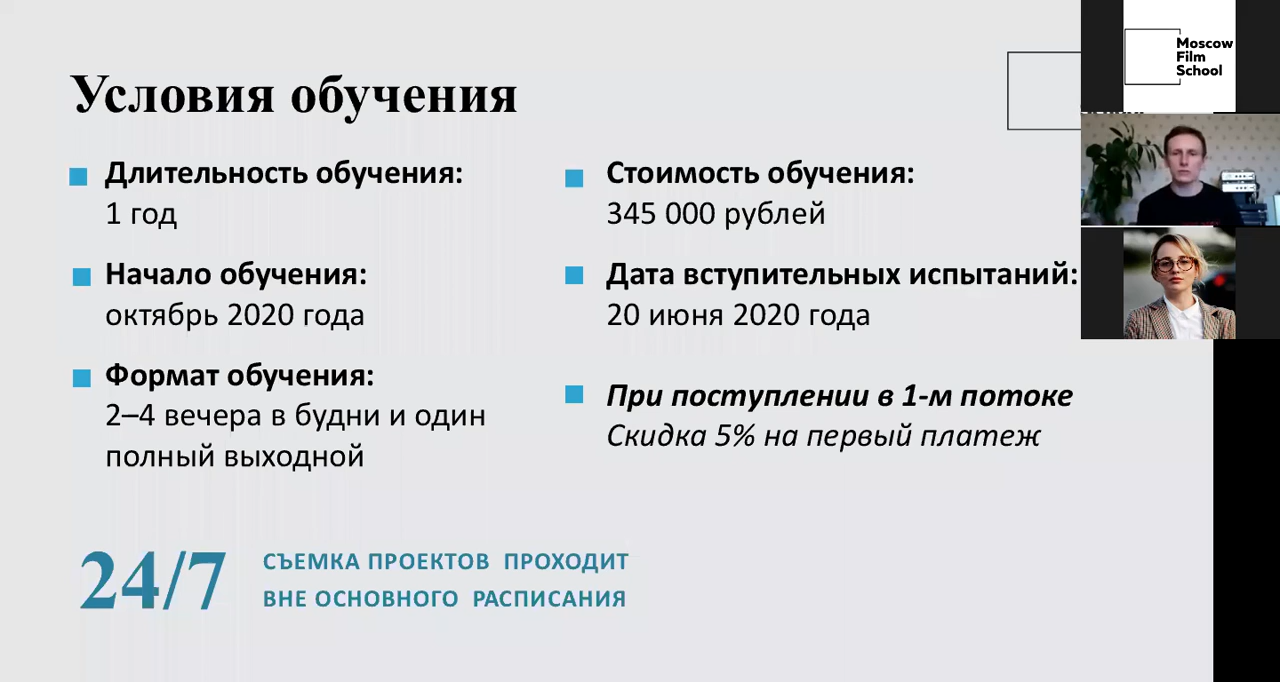 Условия обучения
Длительность обучения:
1 год
Начало обучения:
октябрь 2020 года
Формат обучения:
2–4 вечера в будни и один
полный выходной
Стоимость обучения:
345 000 рублей
Дата вступительных испытаний:
20 июня 2020 года
При поступлении в 1-м потоке
Скидка 5% на первый платеж
24/7
СЪЕМКА ПРОЕКТОВ ПРОХОДИТ
ВНЕ ОСНОВНОГО РАСПИСАНИЯ
Moscow
Film
School